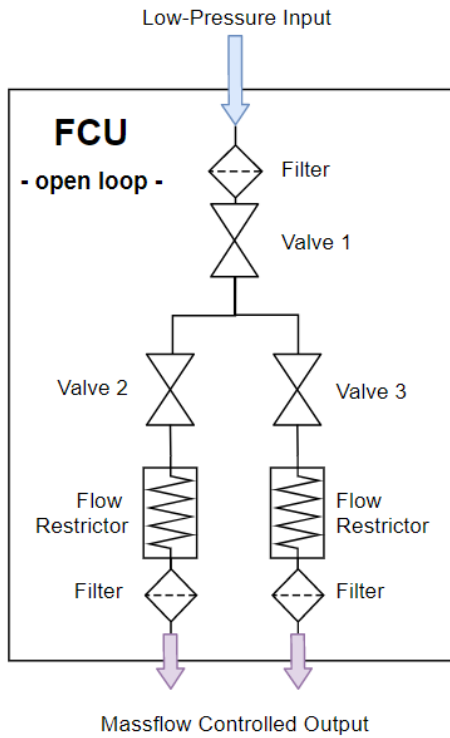 Low-Pressure Input
FCU
- open loop -
Filter
Valve 1
Valve 2
Valve 3
Flow
Restrictor
Flow
Restrictor
Filter
Filter
Massflow Controlled Output